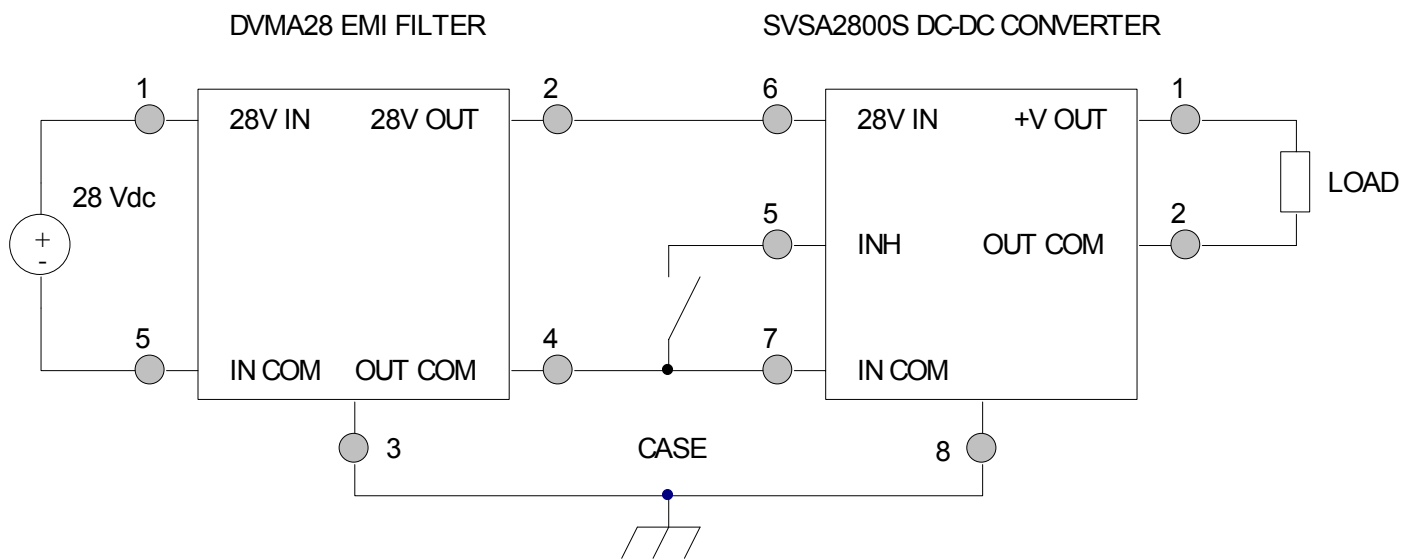 DVMA28 EMI FILTER
SVSA2800S DC-DC CONVERTER
1
2
6
1
28V IN
28V OUT
28V IN
+V OUT
28 Vdc
LOAD
+
-
5
2
INH
OUT COM
5
4
7
IN COM
OUT COM
IN COM
3
CASE
8